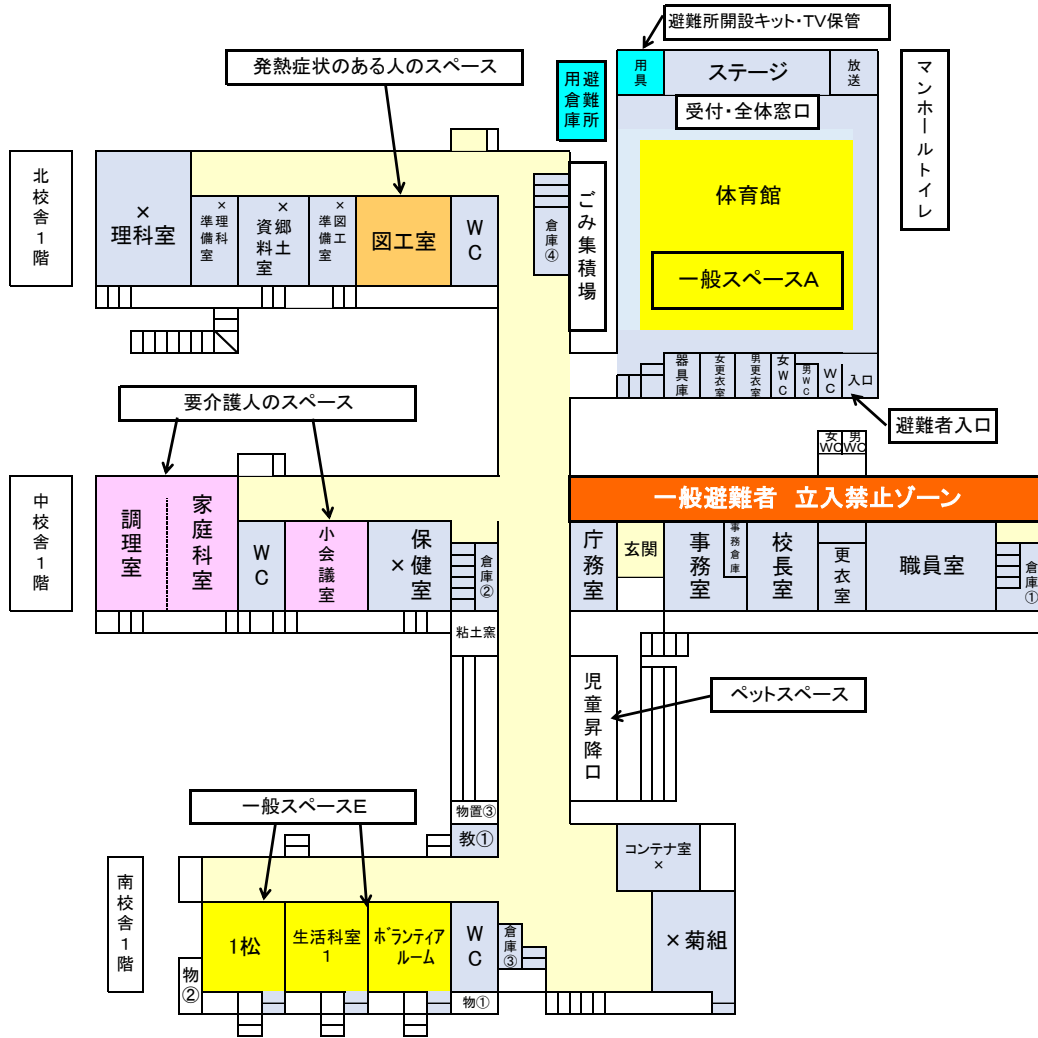 避難所開設キット・TV保管
発熱症状のある人のスペース
避難所用倉庫
用具
ステージ
放送
マンホールトイレ
受付・全体窓口
体育館
一般スペースA
北校舎1階
×理科室
×理科準備室
×郷土資料室
×図工準備室
図工室
WC
倉庫④
ごみ集積場
器具庫
女更衣室
男更衣室
女WC
男WC
WC
入口
避難者入口
要介護人のスペース
女WC
男WC
中校舎1階
調理室
家庭科室
WC
小会議室
×保健室
倉庫②
一般避難者 立入禁止ゾーン
庁務室
玄関
事務室
事務倉庫
校長室
更衣室
職員室
倉庫①
粘土窯
児童昇降口
ペットスペース
一般スペースE
物置③
教①
コンテナ室
×
南校舎1階
1松
生活科室
1
ボランティア
ルーム
WC
倉庫③
×菊組
物②
物①